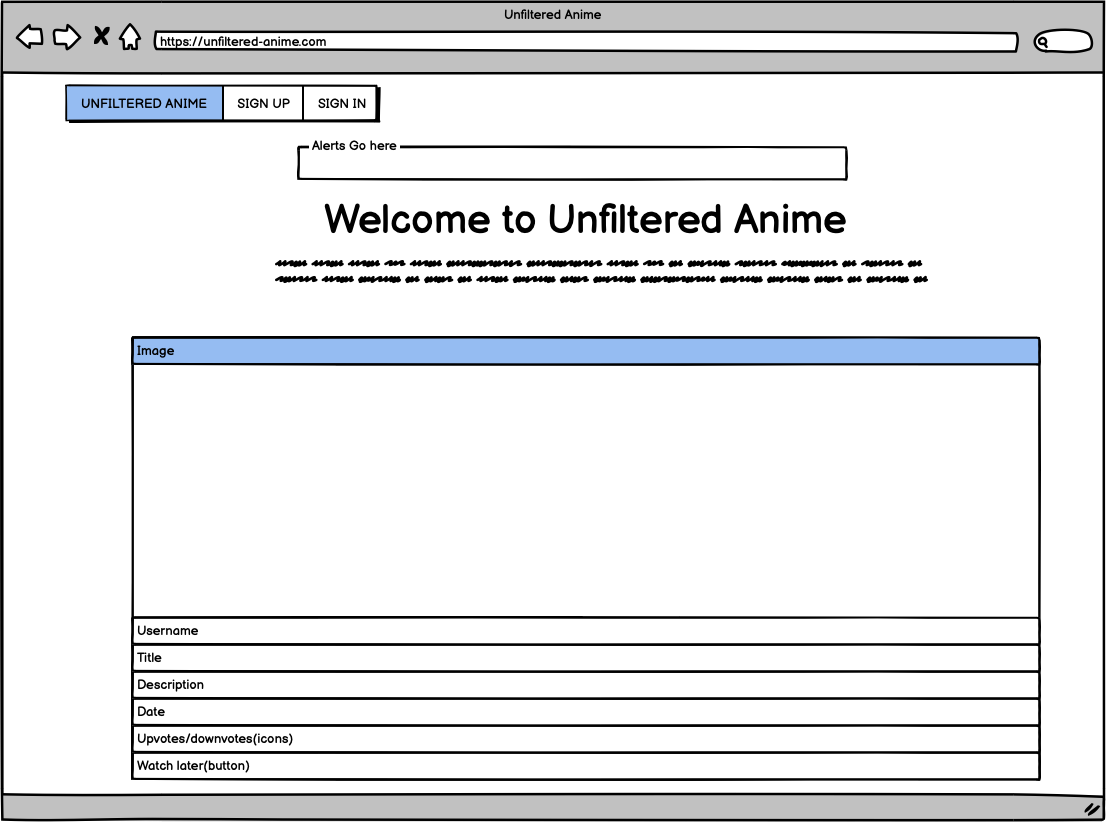 Unfiltered Anime
https://unfiltered-anime.com
UNFILTERED ANIME SIGN UP SIGN IN
Alerts Go here
Welcome to Unfiltered Anime
Image
Username
Title
Description
Date
Upvotes/downvotes(icons)
Watch later(button)